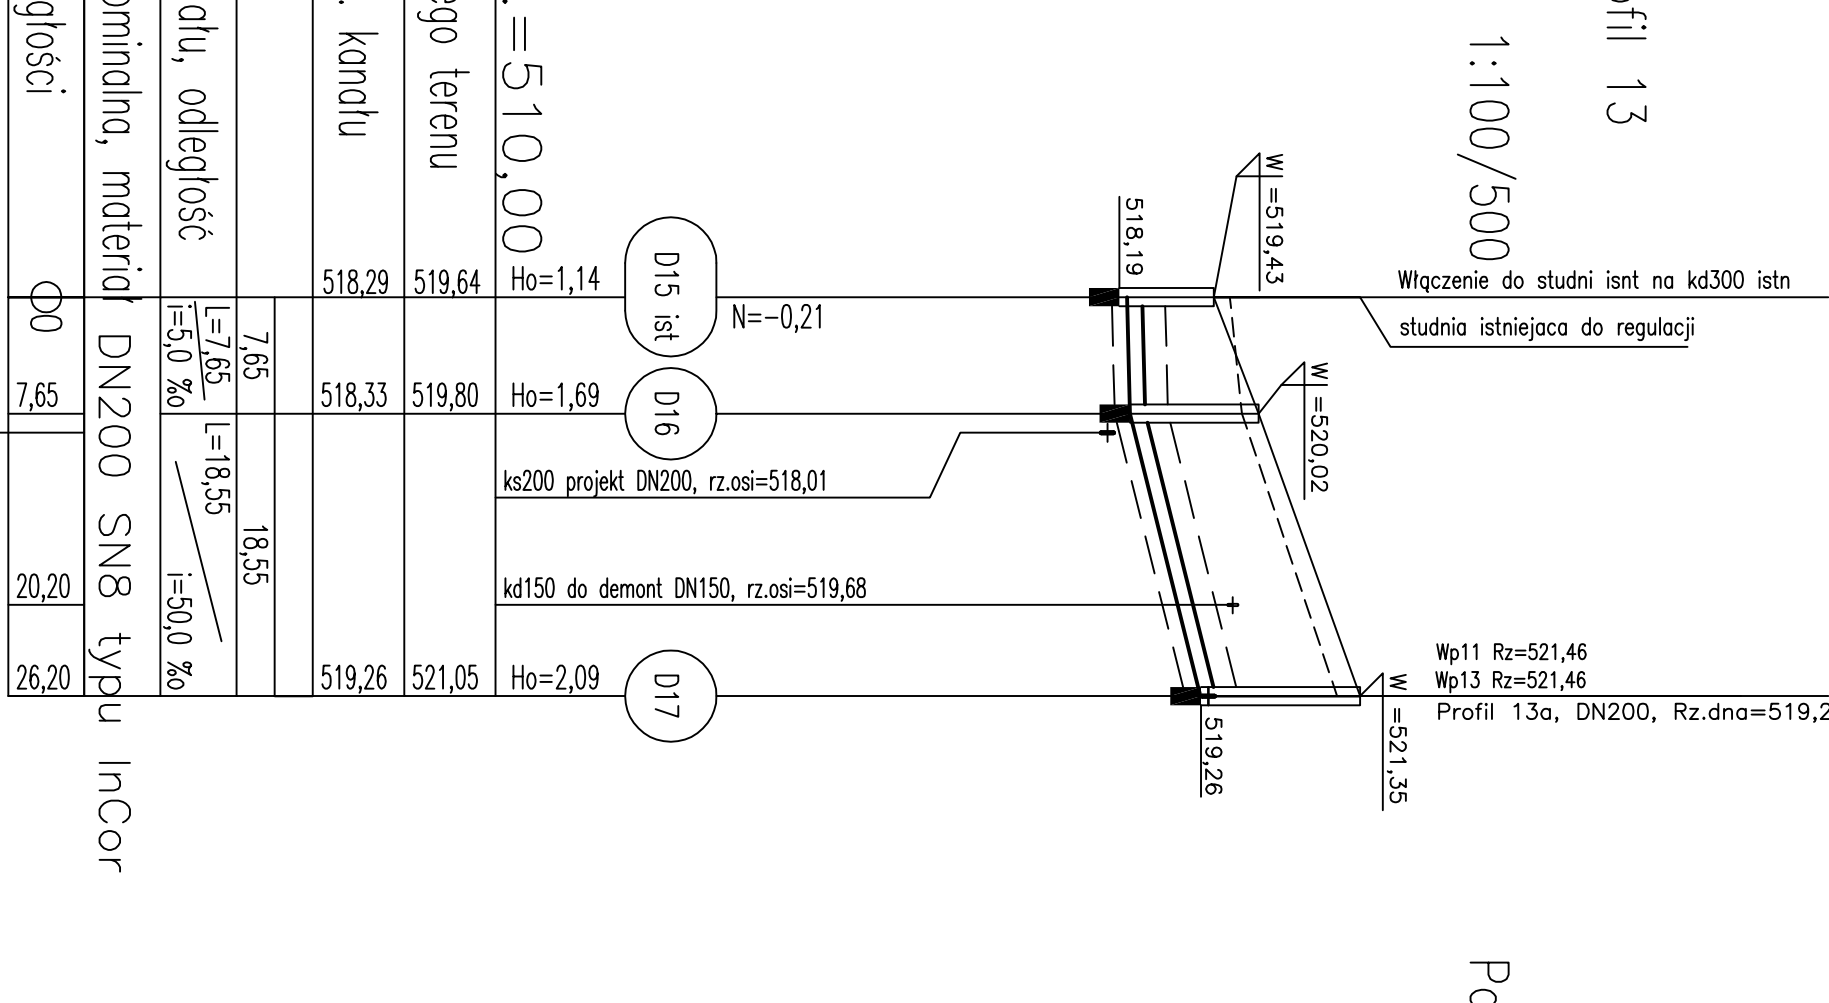 Profil 13
1:100/500
W =519,43
518,19
Włączenie do studni isnt na kd300 istn
studnia istniejaca do regulacji
W =520,02
Wp11 Rz=521,46
Wp13 Rz=521,46
Profil 13a, DN200, Rz.dna=519,2
W =521,35
519,26
D15 ist
N=-0,21
D16
D17
.=510,00
Ho=1,14
Ho=1,69
ks200 projekt DN200, rz.osi=518,01
kd150 do demont DN150, rz.osi=519,68
Ho=2,09
ego terenu
519,64
519,80
521,05
. kanału
518,29
518,33
519,26
7,65
18,55
ału, odległość
L=7,65
i=5,0 ‰
L=18,55
i=50,0 ‰
ominalna, materiał DN200 SN8 typu InCor
głości
00
7,65
20,20
26,20